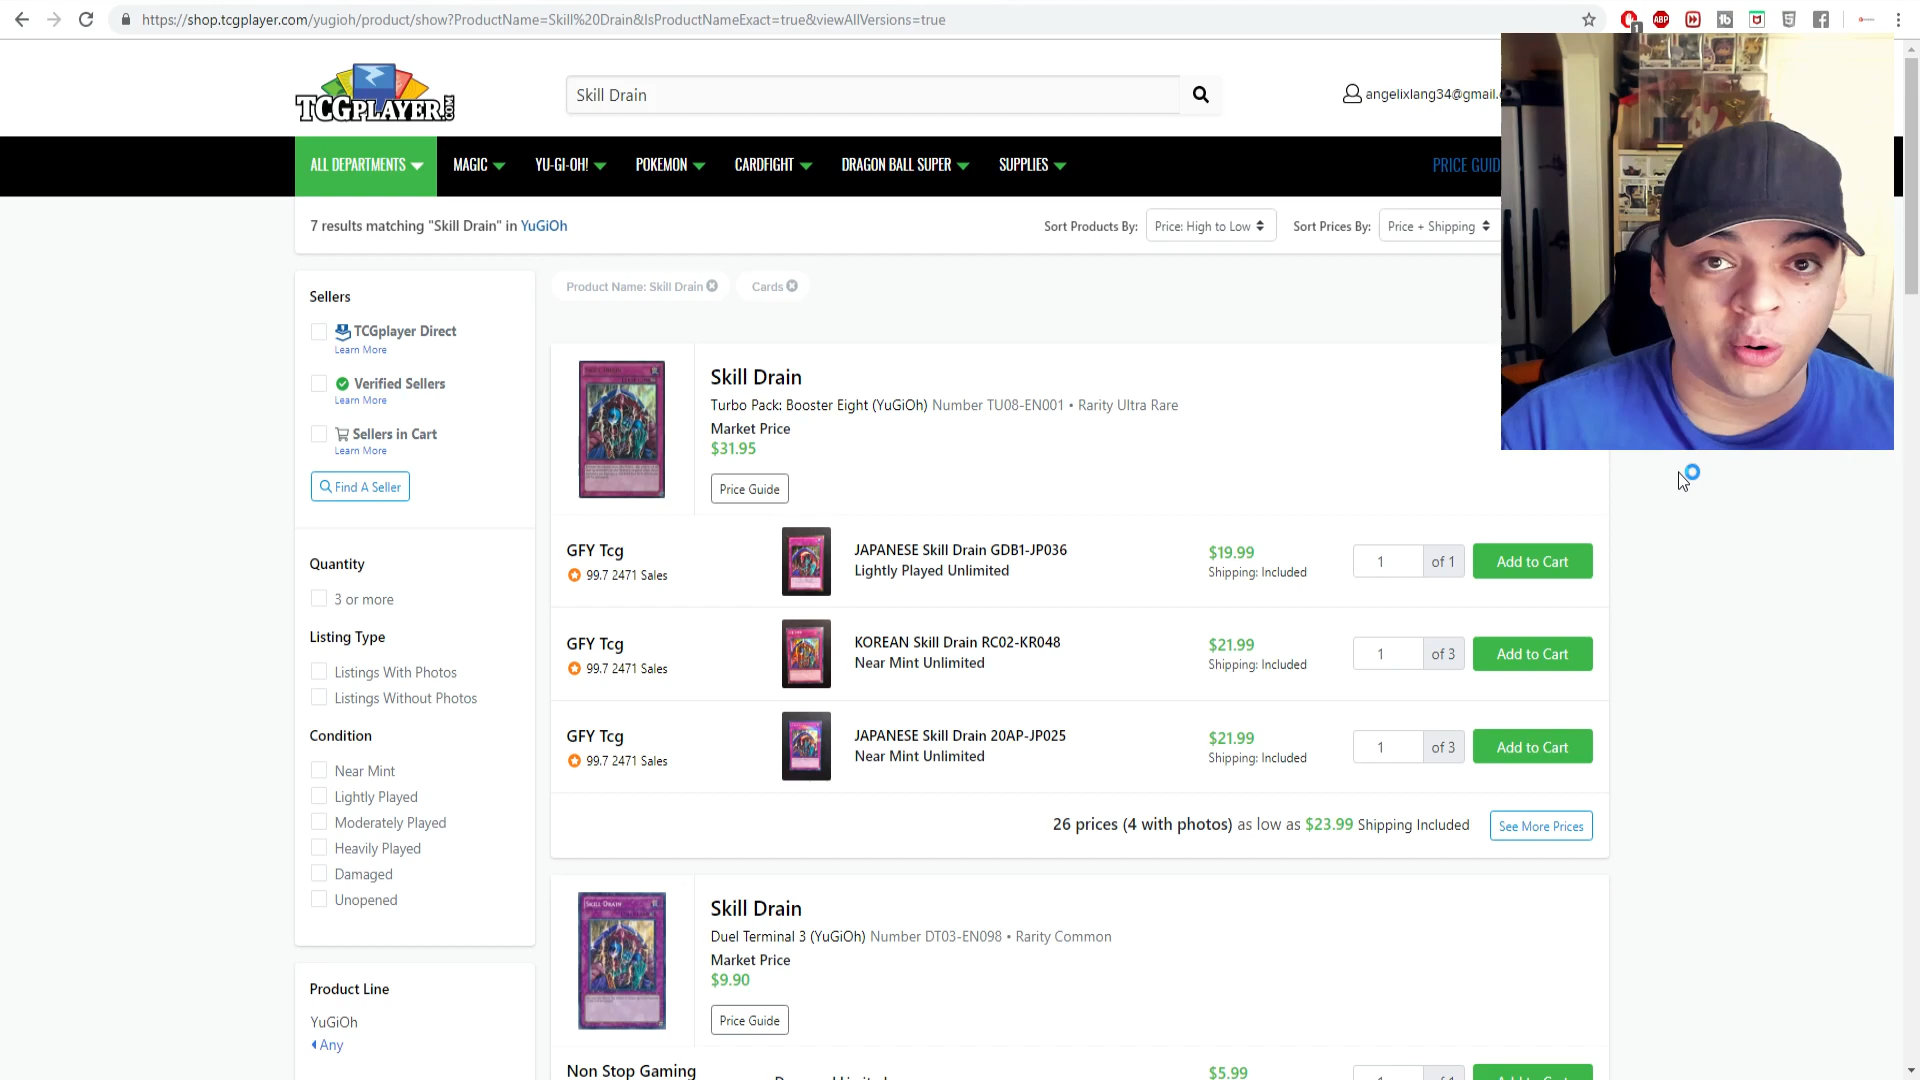 https://shop.tcgplayer.com/yugioh/product/show?ProductName=Skill%20Drain&IsProductNameExact=true&viewAllVersions=true
ABP
1
TCGPLAYER.COM
Skill Drain
angelixlang34@gmail.c
ALL DEPARTMENTS
MAGIC
YU-GI-OH!
POKEMON
CARDFIGHT
DRAGON BALL SUPER
SUPPLIES
PRICE GUID
7 results matching "Skill Drain" in YuGiOh
Sort Products By:
Price: High to Low
Sort Prices By:
Price + Shipping
Product Name: Skill Drain
Cards
Sellers
TCGplayer Direct
Learn More
Verified Sellers
Learn More
Sellers in Cart
Learn More
Find A Seller
Quantity
3 or more
Listing Type
Listings With Photos
Listings Without Photos
Condition
Near Mint
Lightly Played
Moderately Played
Heavily Played
Damaged
Unopened
Product Line
YuGiOh
Any
Skill Drain
Turbo Pack: Booster Eight (YuGiOh) Number TU08-EN001 • Rarity Ultra Rare
Market Price
$31.95
Price Guide
GFY Tcg
99.7 2471 Sales
JAPANESE Skill Drain GDB1-JP036
Lightly Played Unlimited
$19.99
Shipping: Included
1
of 1
Add to Cart
GFY Tcg
99.7 2471 Sales
KOREAN Skill Drain RC02-KR048
Near Mint Unlimited
$21.99
Shipping: Included
1
of 3
Add to Cart
GFY Tcg
99.7 2471 Sales
JAPANESE Skill Drain 20AP-JP025
Near Mint Unlimited
$21.99
Shipping: Included
1
of 3
Add to Cart
26 prices (4 with photos) as low as $23.99 Shipping Included
See More Prices
SKILL DRAIN
Skill Drain
Duel Terminal 3 (YuGiOh) Number DT03-EN098 • Rarity Common
Market Price
$9.90
Price Guide
Non Stop Gaming
$5.99